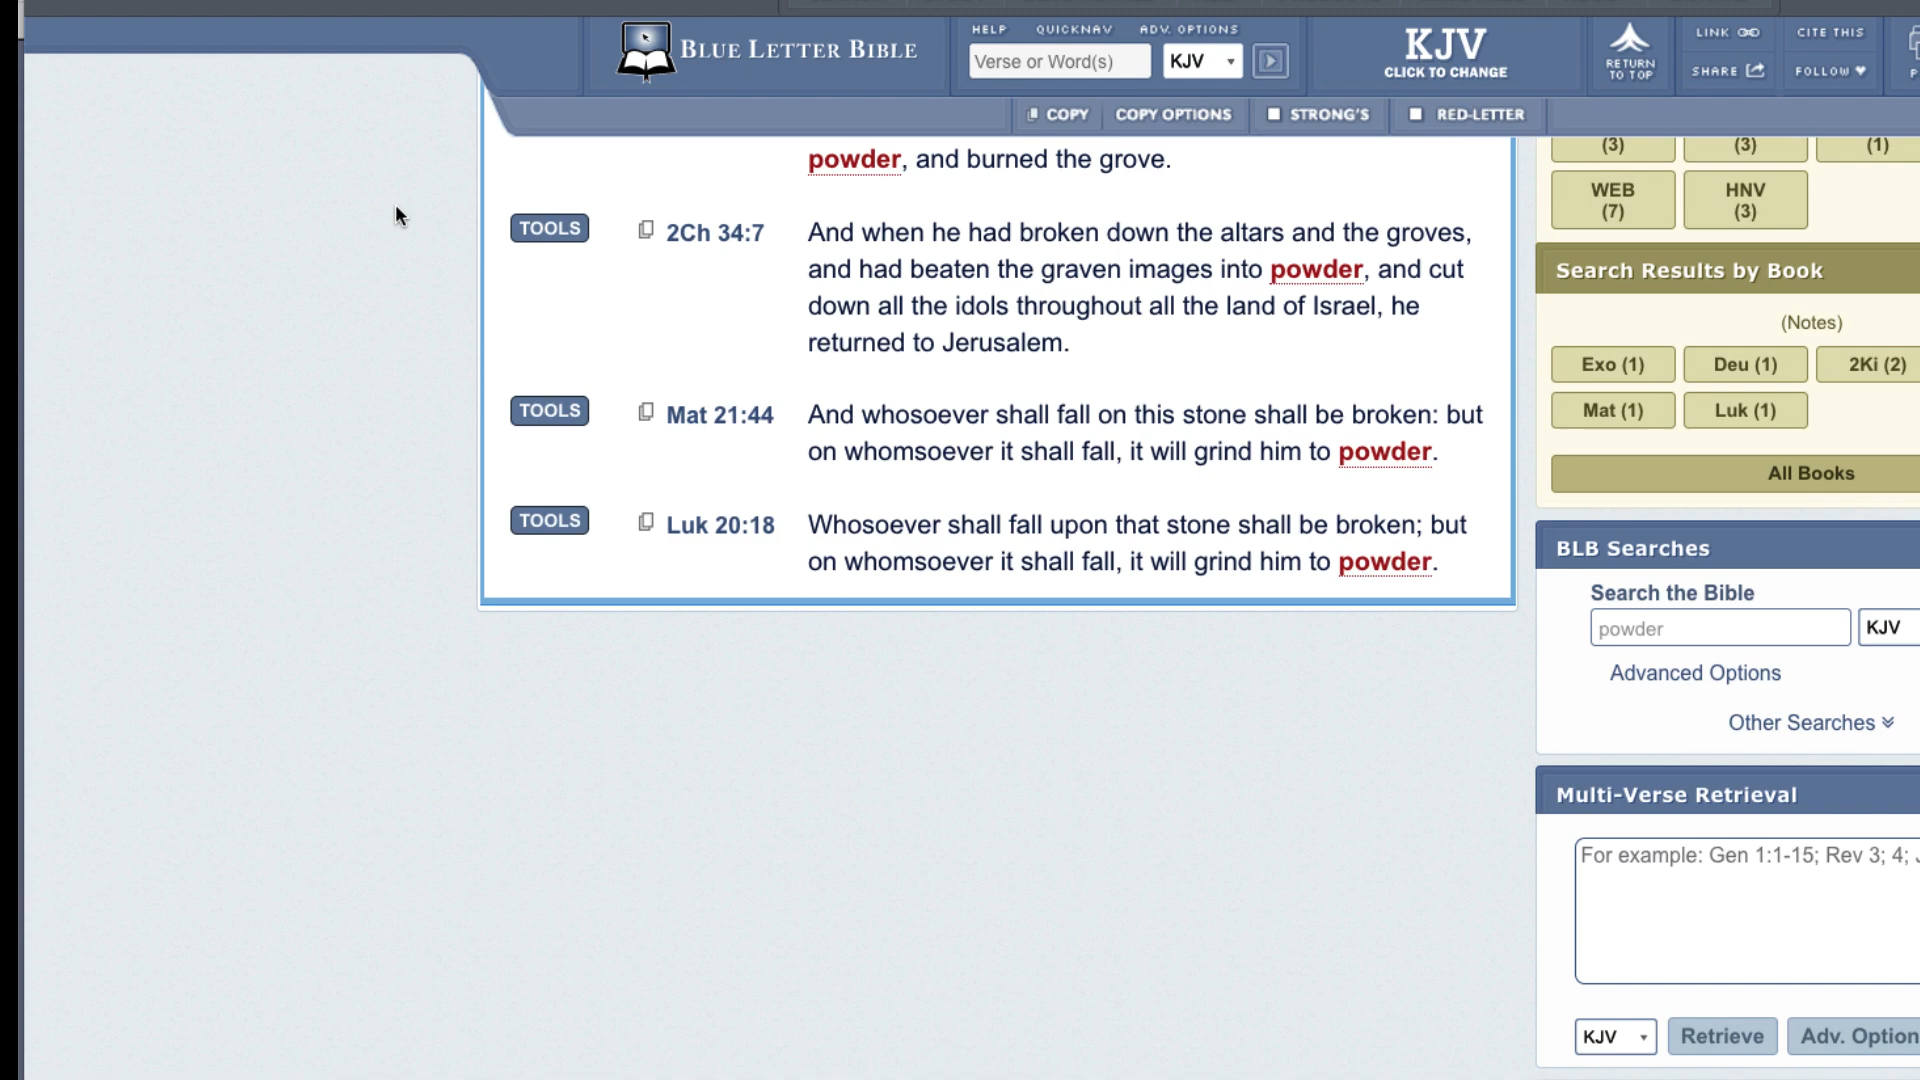 HELP QUICKNAV ADV. OPTIONS
BLUE LETTER BIBLE
Verse or Word(s)
KJV
KJV
CLICK TO CHANGE
RETURN
TO TOP
LINK
CITE THIS
SHARE
FOLLOW
COPY
COPY OPTIONS
STRONG'S
RED-LETTER
powder, and burned the grove.
TOOLS
2Ch 34:7
And when he had broken down the altars and the groves,
and had beaten the graven images into powder, and cut
down all the idols throughout all the land of Israel, he
returned to Jerusalem.
TOOLS
Mat 21:44
And whosoever shall fall on this stone shall be broken: but
on whomsoever it shall fall, it will grind him to powder.
TOOLS
Luk 20:18
Whosoever shall fall upon that stone shall be broken; but
on whomsoever it shall fall, it will grind him to powder.
(3)
(3)
(1)
WEB
(7)
HNV
(3)
Search Results by Book
(Notes)
Exo (1)
Deu (1)
2Ki (2)
Mat (1)
Luk (1)
All Books
BLB Searches
Search the Bible
powder
KJV
Advanced Options
Other Searches
Multi-Verse Retrieval
For example: Gen 1:1-15; Rev 3; 4;
KJV
Retrieve
Adv. Option